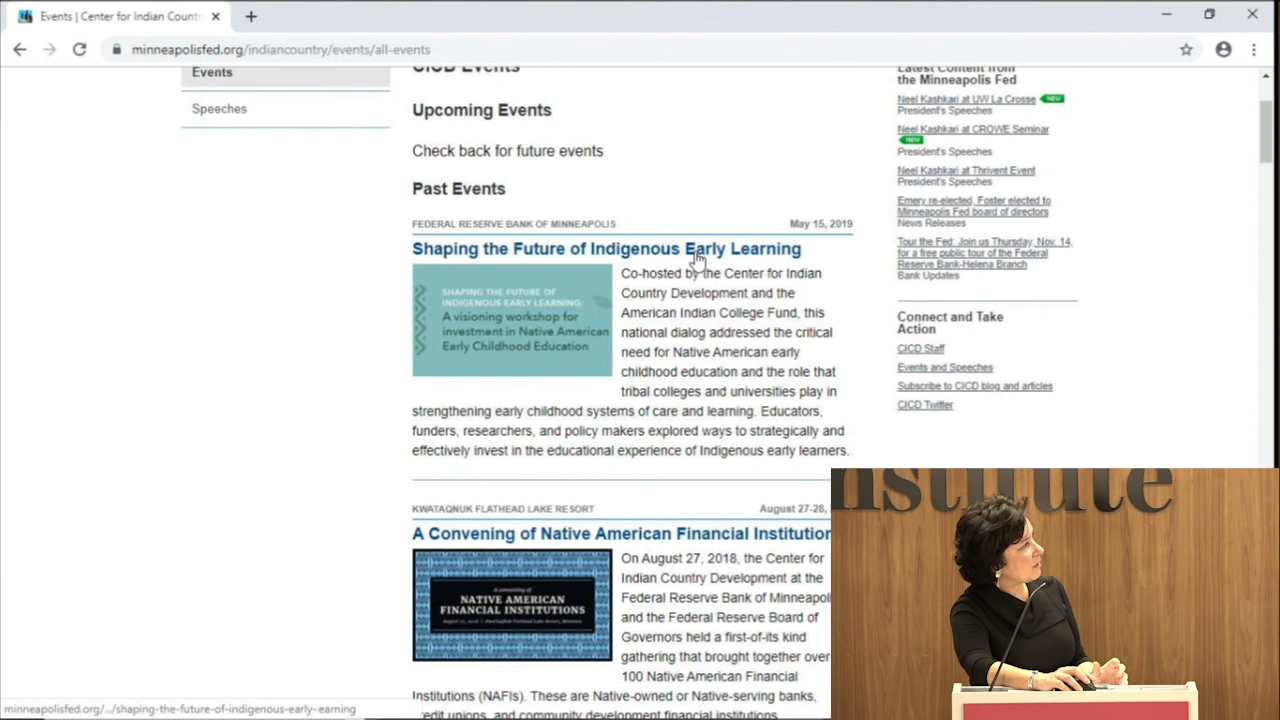 Events | Center for Indian Countr
minneapolisfed.org/indiancountry/events/all-events
Events
Speeches
CICD Events
Upcoming Events
Check back for future events
Past Events
FEDERAL RESERVE BANK OF MINNEAPOLIS May 15, 2019
Shaping the Future of Indigenous Early Learning
SHAPING THE FUTURE OF
INDIGENOUS EARLY LEARNING:
A visioning workshop for
investment in Native American
Early Childhood Education
Co-hosted by the Center for Indian
Country Development and the
American Indian College Fund, this
national dialog addressed the critical
need for Native American early
childhood education and the role that
tribal colleges and universities play in
strengthening early childhood systems of care and learning. Educators,
funders, researchers, and policy makers explored ways to strategically and
effectively invest in the educational experience of Indigenous early learners.
KWATAQNUK FLATHEAD LAKE RESORT August 27-28,
A Convening of Native American Financial Institution
A convening of
NATIVE AMERICAN
FINANCIAL INSTITUTIONS
On August 27, 2018, the Center for
Indian Country Development at the
Federal Reserve Bank of Minneapol
and the Federal Reserve Board of
Governors held a first-of-its kind
gathering that brought together over
100 Native American Financial
Institutions (NAFIs). These are Native-owned or Native-serving banks,
credit unions, and community development financial institutions.
Latest Content from
the Minneapolis Fed
Neel Kashkari at UW La Crosse NEW
President's Speeches
Neel Kashkari at CROWE Seminar
NEW
President's Speeches
Neel Kashkari at Thrivent Event
President's Speeches
Emery re-elected, Foster elected to
Minneapolis Fed board of directors
News Releases
Tour the Fed: Join us Thursday, Nov. 14,
for a free public tour of the Federal
Reserve Bank-Helena Branch
Bank Updates
Connect and Take
Action
CICD Staff
Events and Speeches
Subscribe to CICD blog and articles
CICD Twitter
nstitute
minneapolisfed.org/../shaping-the-future-of-indigenous-early-earning